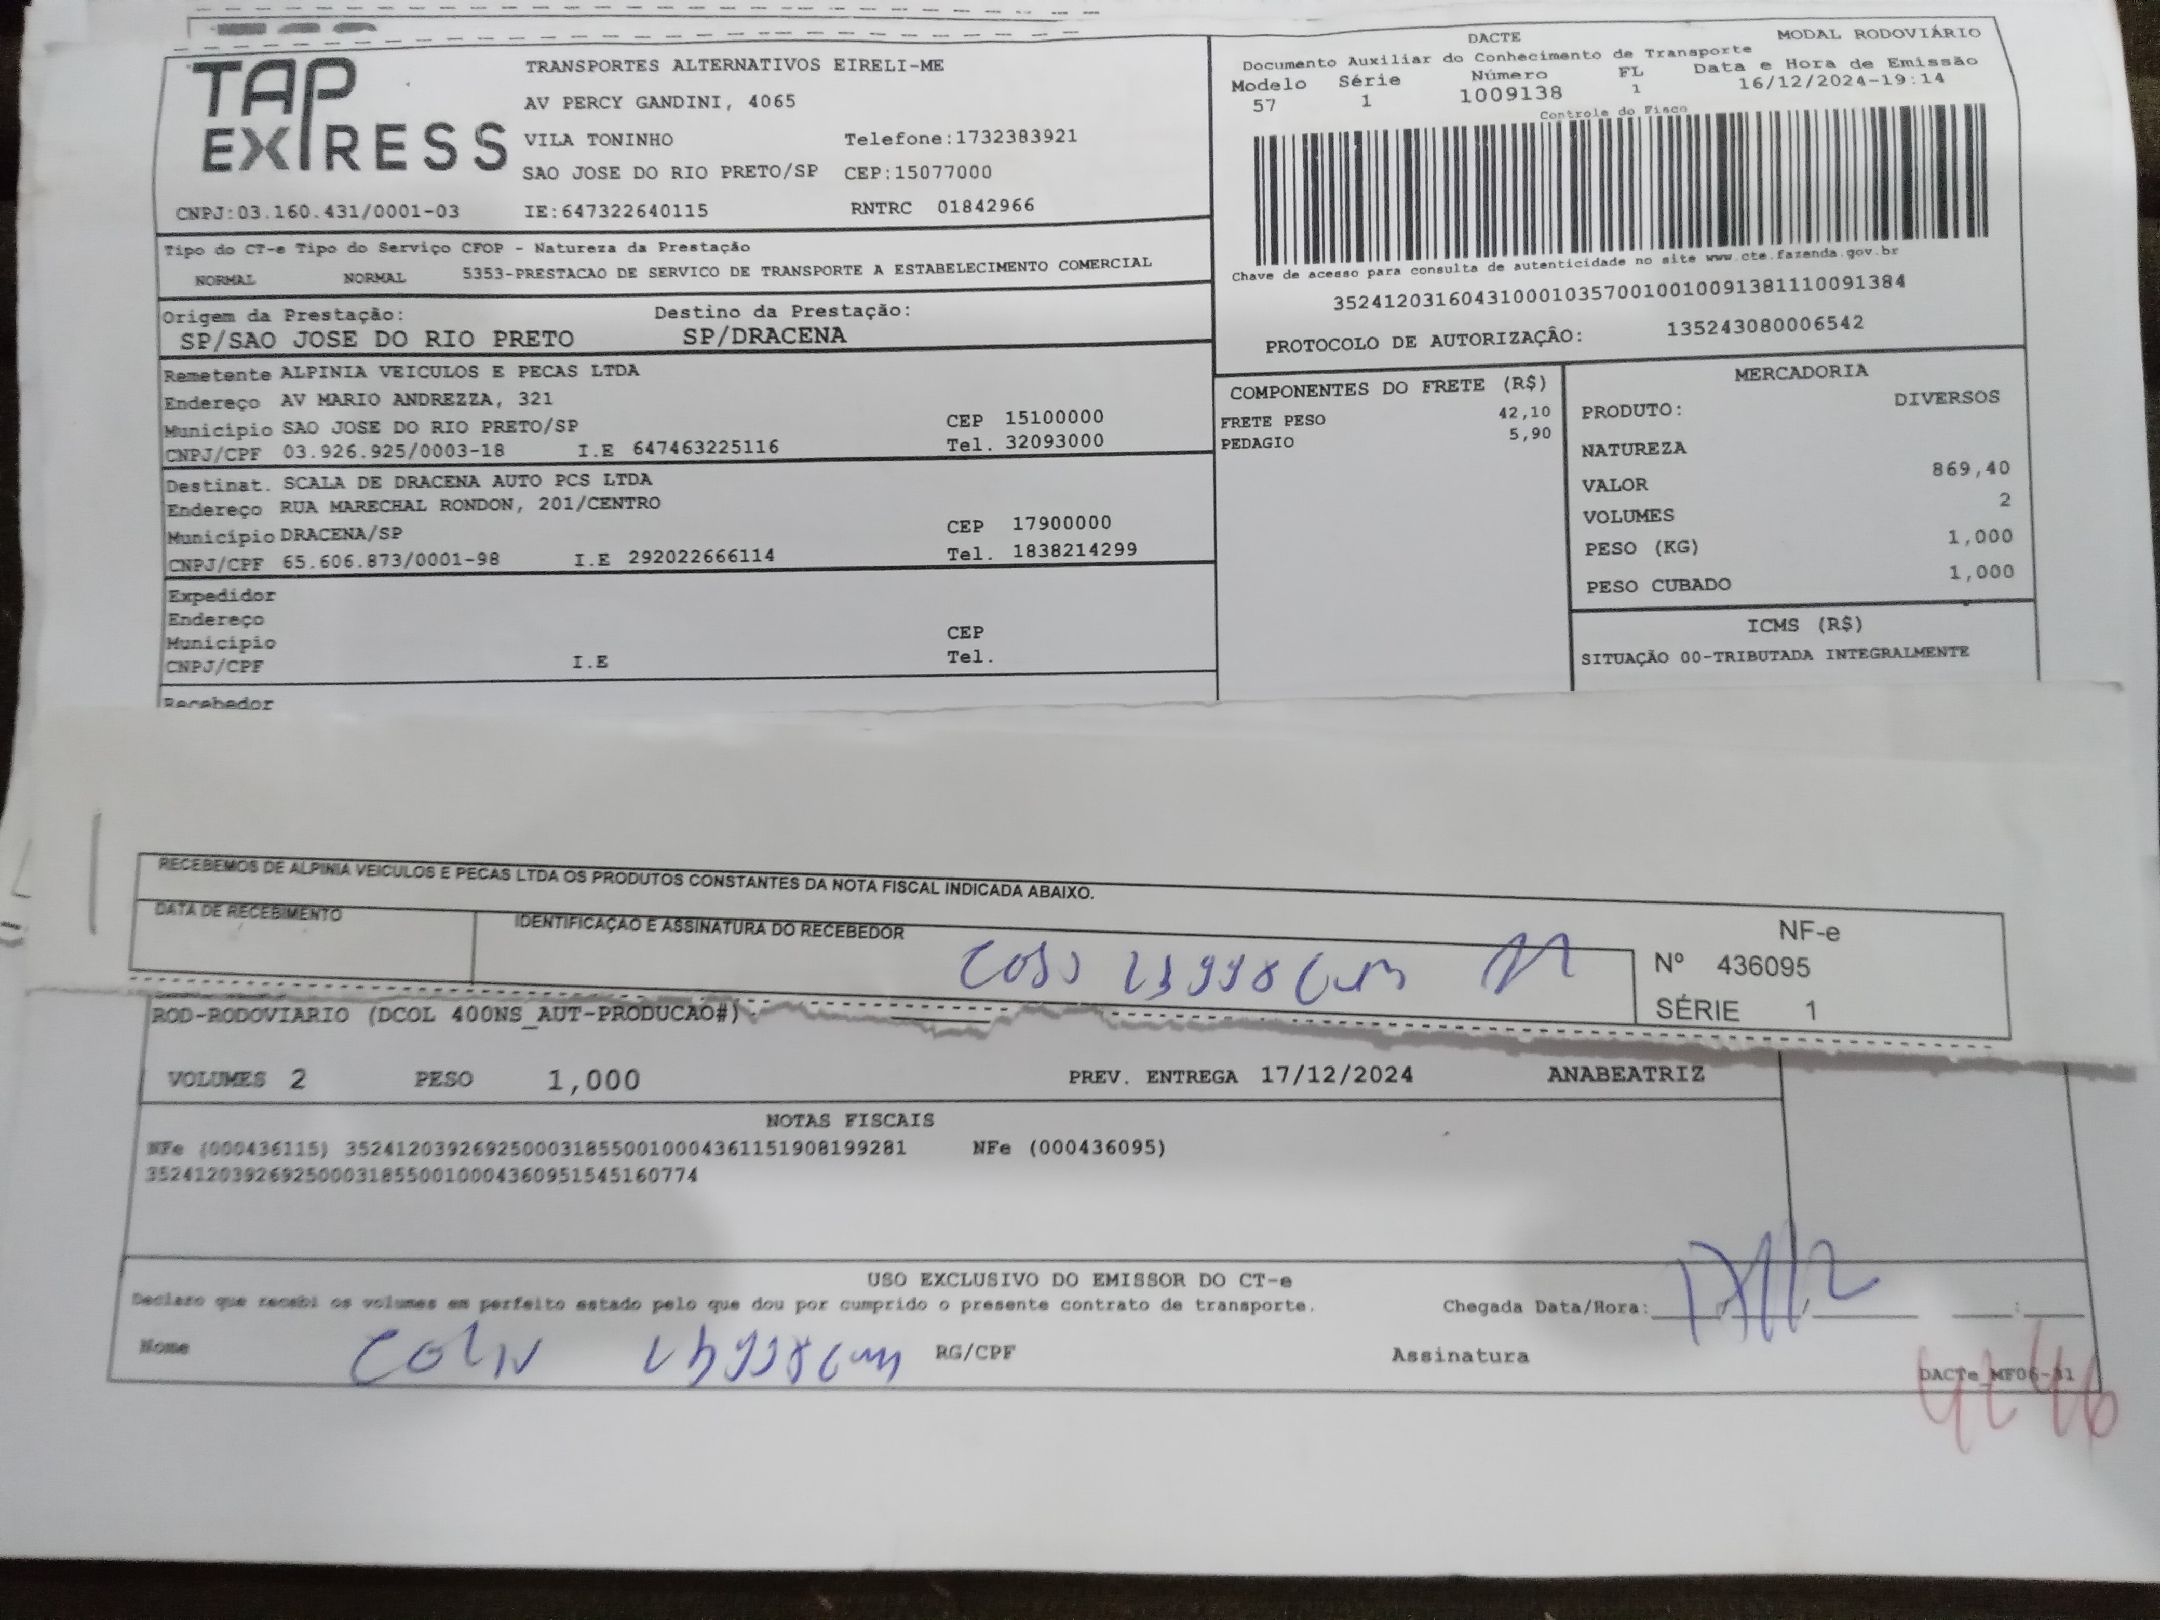 TAP EXPRESS
TRANSPORTES ALTERNATIVOS EIRELI-ME
AV PERCY GANDINI, 4065
VILA TONINHO Telefone:1732383921
SAO JOSE DO RIO PRETO/SP CEP:15077000
CNPJ:03.160.431/0001-03 IE:647322640115 RNTRC 01842966
DACTE MODAL RODOVIÁRIO
Documento Auxiliar do Conhecimento de Transporte
Modelo Série Número FL Data e Hora de Emissão
57 1 1009138 1 16/12/2024-19:14
Controle do Fisco
Chave de acesso para consulta de autenticidade no site www.cte.fazenda.gov.br
35241203160431000103570010010091381110091384
PROTOCOLO DE AUTORIZAÇÃO: 135243080006542
Tipo do CT-e Tipo do Serviço CFOP - Natureza da Prestação
NORMAL NORMAL 5353-PRESTACAO DE SERVICO DE TRANSPORTE A ESTABELECIMENTO COMERCIAL
Origem da Prestação: Destino da Prestação:
SP/SAO JOSE DO RIO PRETO SP/DRACENA
Remetente ALPINIA VEICULOS E PECAS LTDA
Endereço AV MARIO ANDREZZA, 321
Município SAO JOSE DO RIO PRETO/SP CEP 15100000
CNPJ/CPF 03.926.925/0003-18 I.E 647463225116 Tel. 32093000
Destinat. SCALA DE DRACENA AUTO PCS LTDA
Endereço RUA MARECHAL RONDON, 201/CENTRO
Município DRACENA/SP CEP 17900000
CNPJ/CPF 65.606.873/0001-98 I.E 292022666114 Tel. 1838214299
Expedidor
Endereço
Município CEP
CNPJ/CPF I.E Tel.
Recebedor
COMPONENTES DO FRETE (R$)
FRETE PESO 42,10
PEDAGIO 5,90
MERCADORIA
PRODUTO: DIVERSOS
NATUREZA
VALOR 869,40
VOLUMES 2
PESO (KG) 1,000
PESO CUBADO 1,000
ICMS (R$)
SITUAÇÃO 00-TRIBUTADA INTEGRALMENTE
RECEBEMOS DE ALPINIA VEICULOS E PECAS LTDA OS PRODUTOS CONSTANTES DA NOTA FISCAL INDICADA ABAIXO.
DATA DE RECEBIMENTO IDENTIFICAÇÃO E ASSINATURA DO RECEBEDOR
NF-e
Nº 436095
SÉRIE 1
ROD-RODOVIARIO (DCOL 400NS_AUT-PRODUCAO#)
VOLUMES 2 PESO 1,000 PREV. ENTREGA 17/12/2024 ANABEATRIZ
NOTAS FISCAIS
NFe (000436115) 35241203926925000318550010004361151908199281 NFe (000436095)
35241203926925000318550010004360951545160774
USO EXCLUSIVO DO EMISSOR DO CT-e
Declaro que recebi os volumes em perfeito estado pelo que dou por cumprido o presente contrato de transporte. Chegada Data/Hora:
Nome RG/CPF Assinatura
DACTe_MF06-31